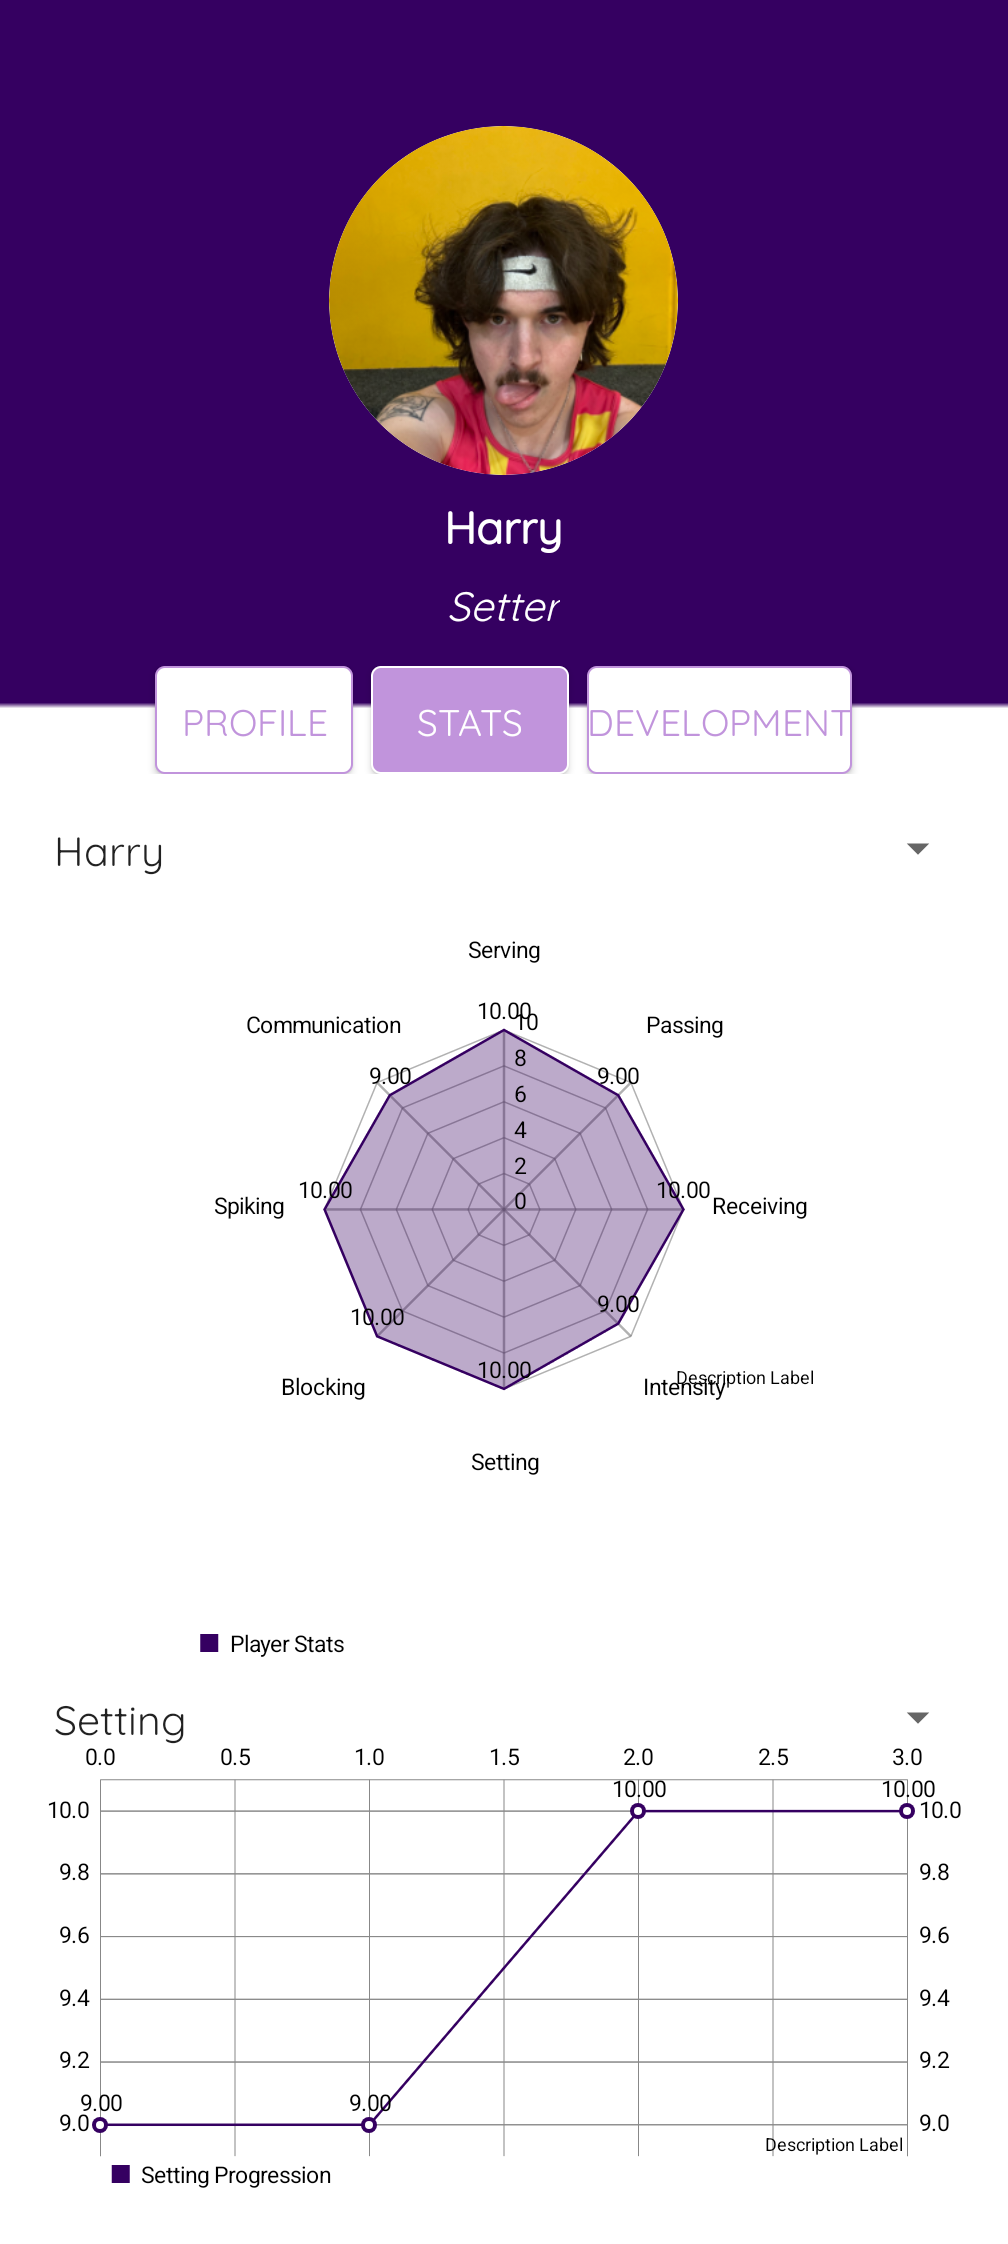 Harry
Setter
PROFILE STATS DEVELOPMENT
Harry
Serving
10.00
10
Communication Passing
8
9.00 9.00
6
4
2
10.00 10.00
0
Spiking Receiving
9.00
10.00
10.00
Description Label
Blocking Intensity
Setting
Player Stats
Setting
0.0 0.5 1.0 1.5 2.0 2.5 3.0
10.00 10.00
10.0 10.0
9.8 9.8
9.6 9.6
9.4 9.4
9.2 9.2
9.00 9.00
9.0 9.0
Description Label
Setting Progression